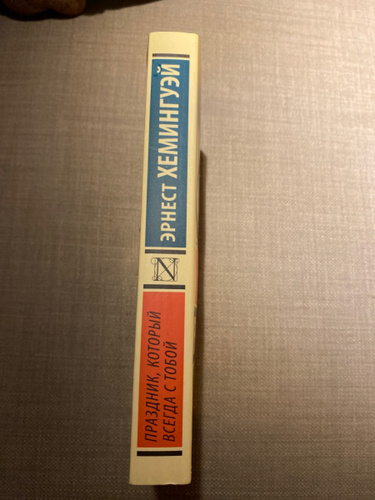 ЭРНЕСТ ХЕМИНГУЭЙ
N
ПРАЗДНИК, КОТОРЫЙ
ВСЕГДА С ТОБОЙ